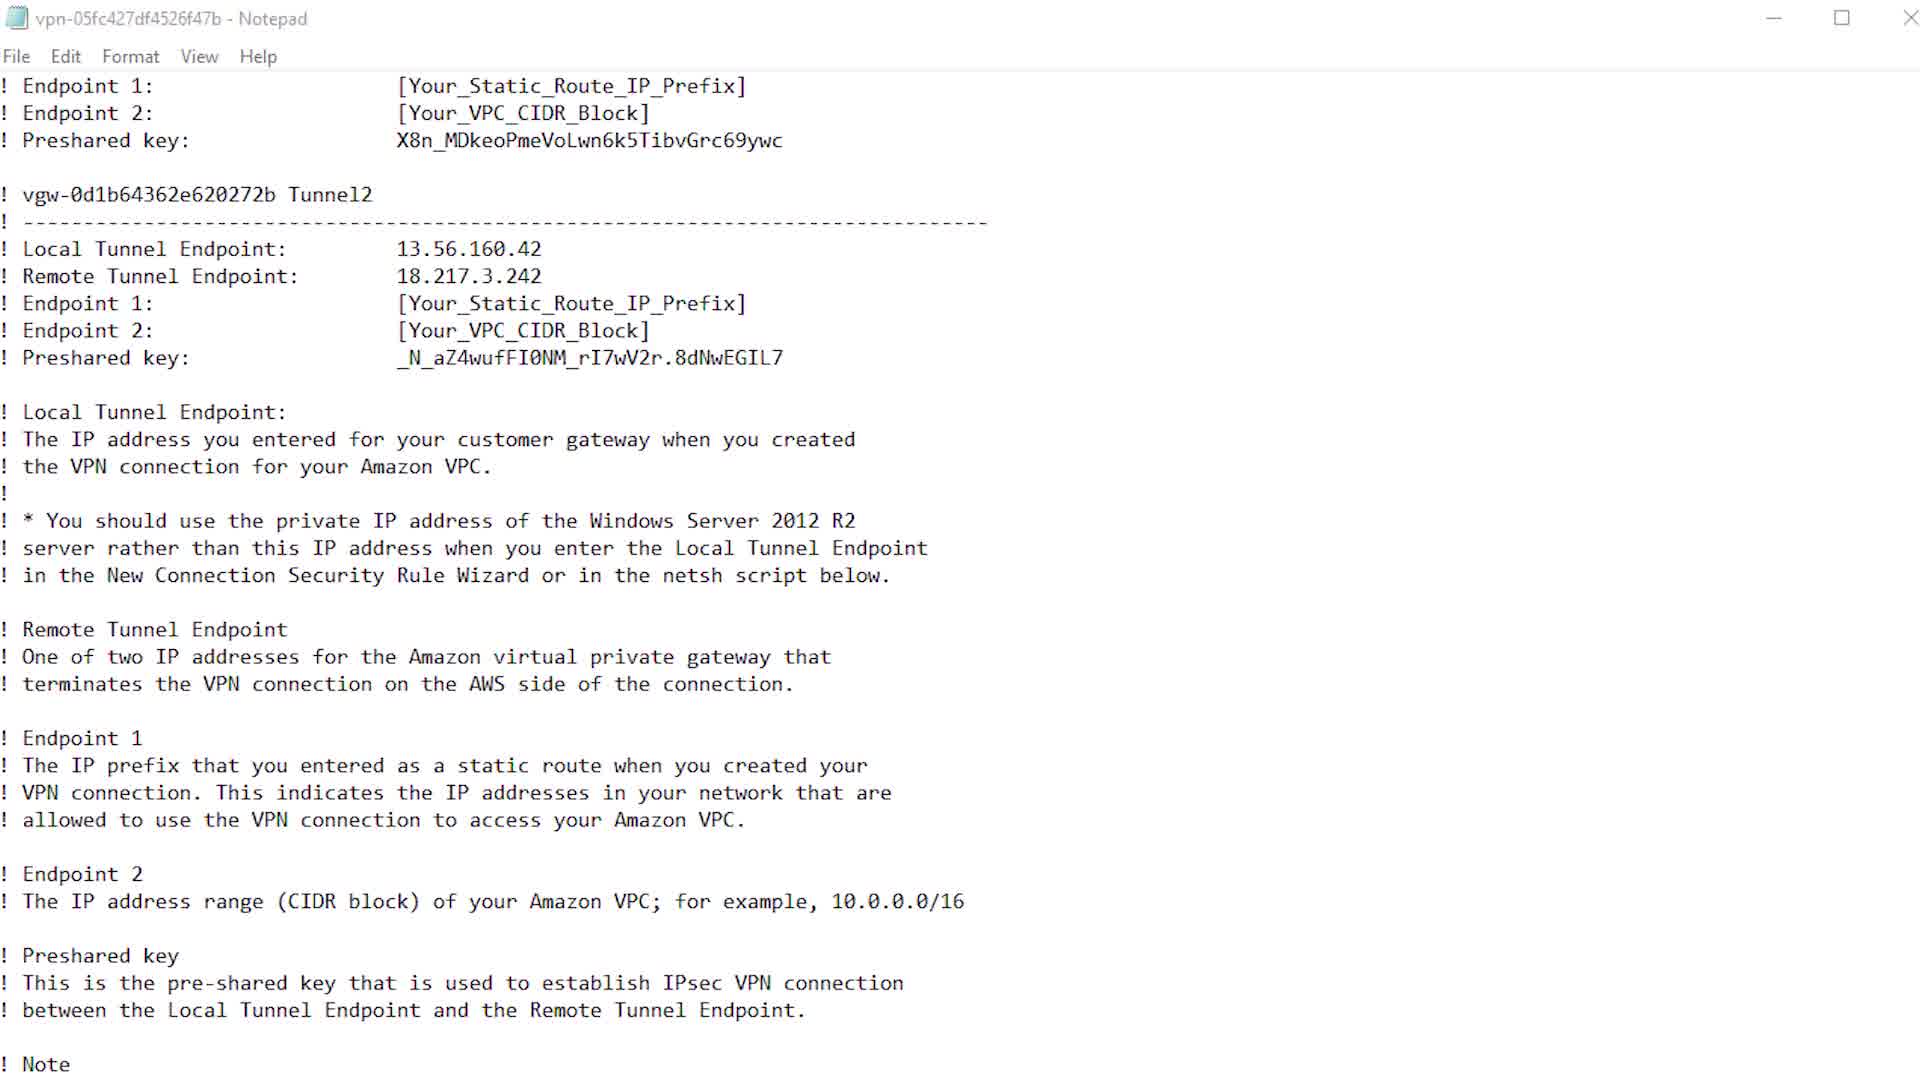 vpn-05fc427df4526f47b - Notepad
File Edit Format View Help
! Endpoint 1: [Your_Static_Route_IP_Prefix]
! Endpoint 2: [Your_VPC_CIDR_Block]
! Preshared key: X8n_MDkeoPmeVoLwn6k5TibvGrc69ywc
! vgw-0d1b64362e620272b Tunnel2
! --------------------------------------------------------------------------------
! Local Tunnel Endpoint: 13.56.160.42
! Remote Tunnel Endpoint: 18.217.3.242
! Endpoint 1: [Your_Static_Route_IP_Prefix]
! Endpoint 2: [Your_VPC_CIDR_Block]
! Preshared key: _N_aZ4wufFI0NM_rI7wV2r.8dNwEGIL7
! Local Tunnel Endpoint:
! The IP address you entered for your customer gateway when you created
! the VPN connection for your Amazon VPC.
!
! * You should use the private IP address of the Windows Server 2012 R2
! server rather than this IP address when you enter the Local Tunnel Endpoint
! in the New Connection Security Rule Wizard or in the netsh script below.
! Remote Tunnel Endpoint
! One of two IP addresses for the Amazon virtual private gateway that
! terminates the VPN connection on the AWS side of the connection.
! Endpoint 1
! The IP prefix that you entered as a static route when you created your
! VPN connection. This indicates the IP addresses in your network that are
! allowed to use the VPN connection to access your Amazon VPC.
! Endpoint 2
! The IP address range (CIDR block) of your Amazon VPC; for example, 10.0.0.0/16
! Preshared key
! This is the pre-shared key that is used to establish IPsec VPN connection
! between the Local Tunnel Endpoint and the Remote Tunnel Endpoint.
! Note